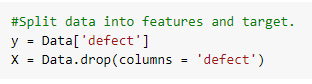 #Split data into features and target.
y = Data['defect']
X = Data.drop(columns = 'defect')